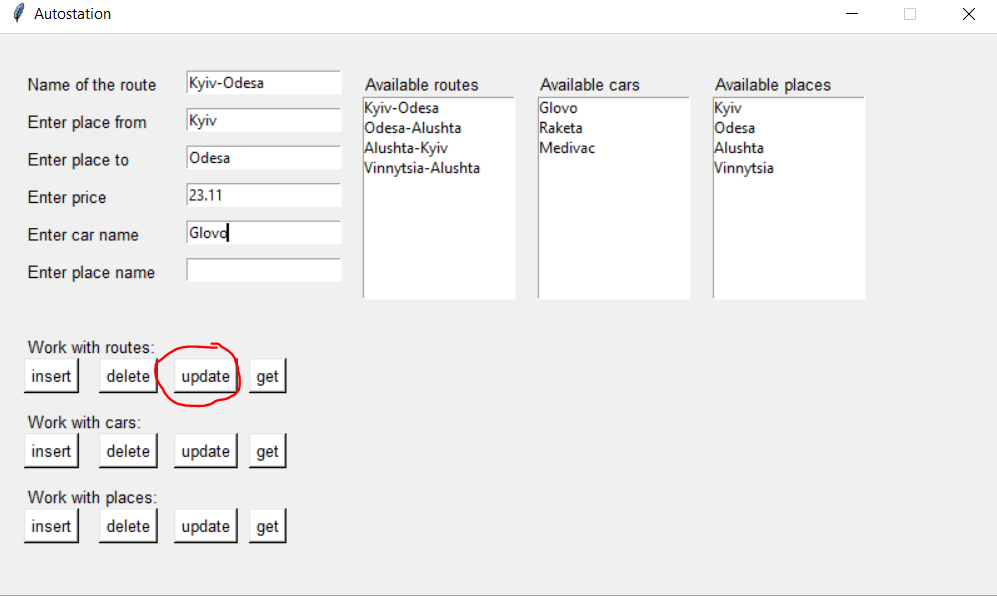 Autostation
Name of the route Kyiv-Odesa
Enter place from Kyiv
Enter place to Odesa
Enter price 23.11
Enter car name Glovo
Enter place name
Available routes
Kyiv-Odesa
Odesa-Alushta
Alushta-Kyiv
Vinnytsia-Alushta
Available cars
Glovo
Raketa
Medivac
Available places
Kyiv
Odesa
Alushta
Vinnytsia
Work with routes:
insert delete update get
Work with cars:
insert delete update get
Work with places:
insert delete update get